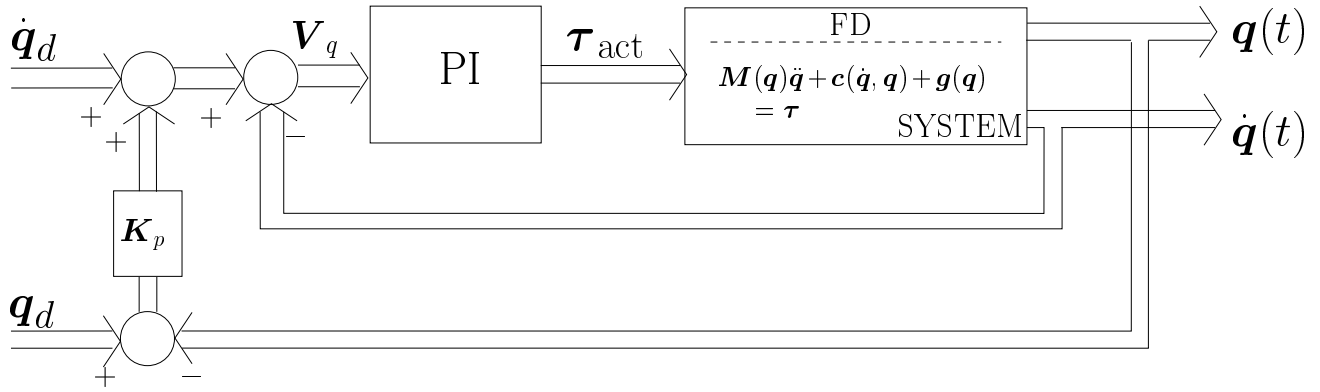 q̇_d
+
+
K_p
q_d
+
−
+
−
V_q
PI
τ_act
FD
M(q)q̈+c(q̇, q)+g(q)
= τ
SYSTEM
q(t)
q̇(t)